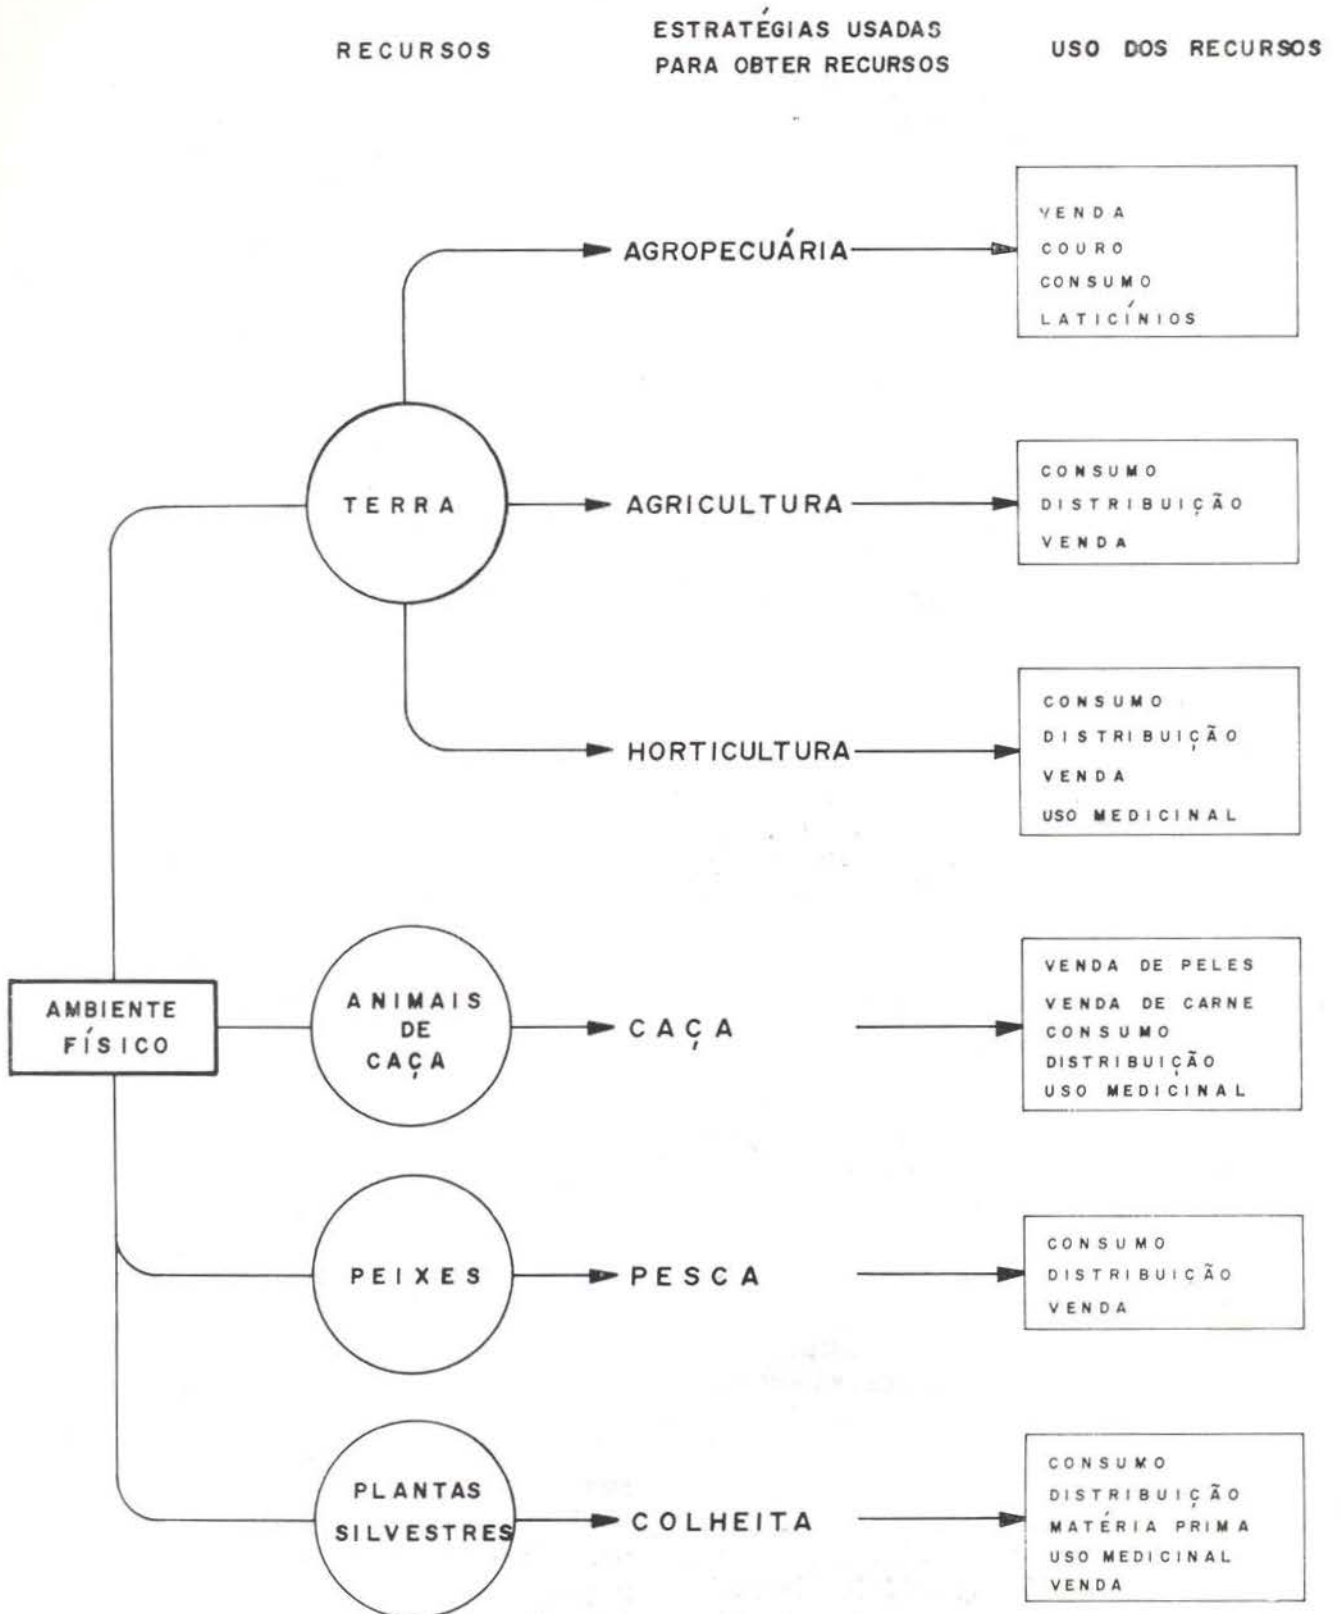 RECURSOS
ESTRATÉGIAS USADAS
PARA OBTER RECURSOS
USO DOS RECURSOS
AGROPECUÁRIA
VENDA
COURO
CONSUMO
LATICÍNIOS
TERRA
AGRICULTURA
CONSUMO
DISTRIBUIÇÃO
VENDA
HORTICULTURA
CONSUMO
DISTRIBUIÇÃO
VENDA
USO MEDICINAL
AMBIENTE
FÍSICO
ANIMAIS
DE
CAÇA
CAÇA
VENDA DE PELES
VENDA DE CARNE
CONSUMO
DISTRIBUIÇÃO
USO MEDICINAL
PEIXES
PESCA
CONSUMO
DISTRIBUIÇÃO
VENDA
PLANTAS
SILVESTRES
COLHEITA
CONSUMO
DISTRIBUIÇÃO
MATÉRIA PRIMA
USO MEDICINAL
VENDA